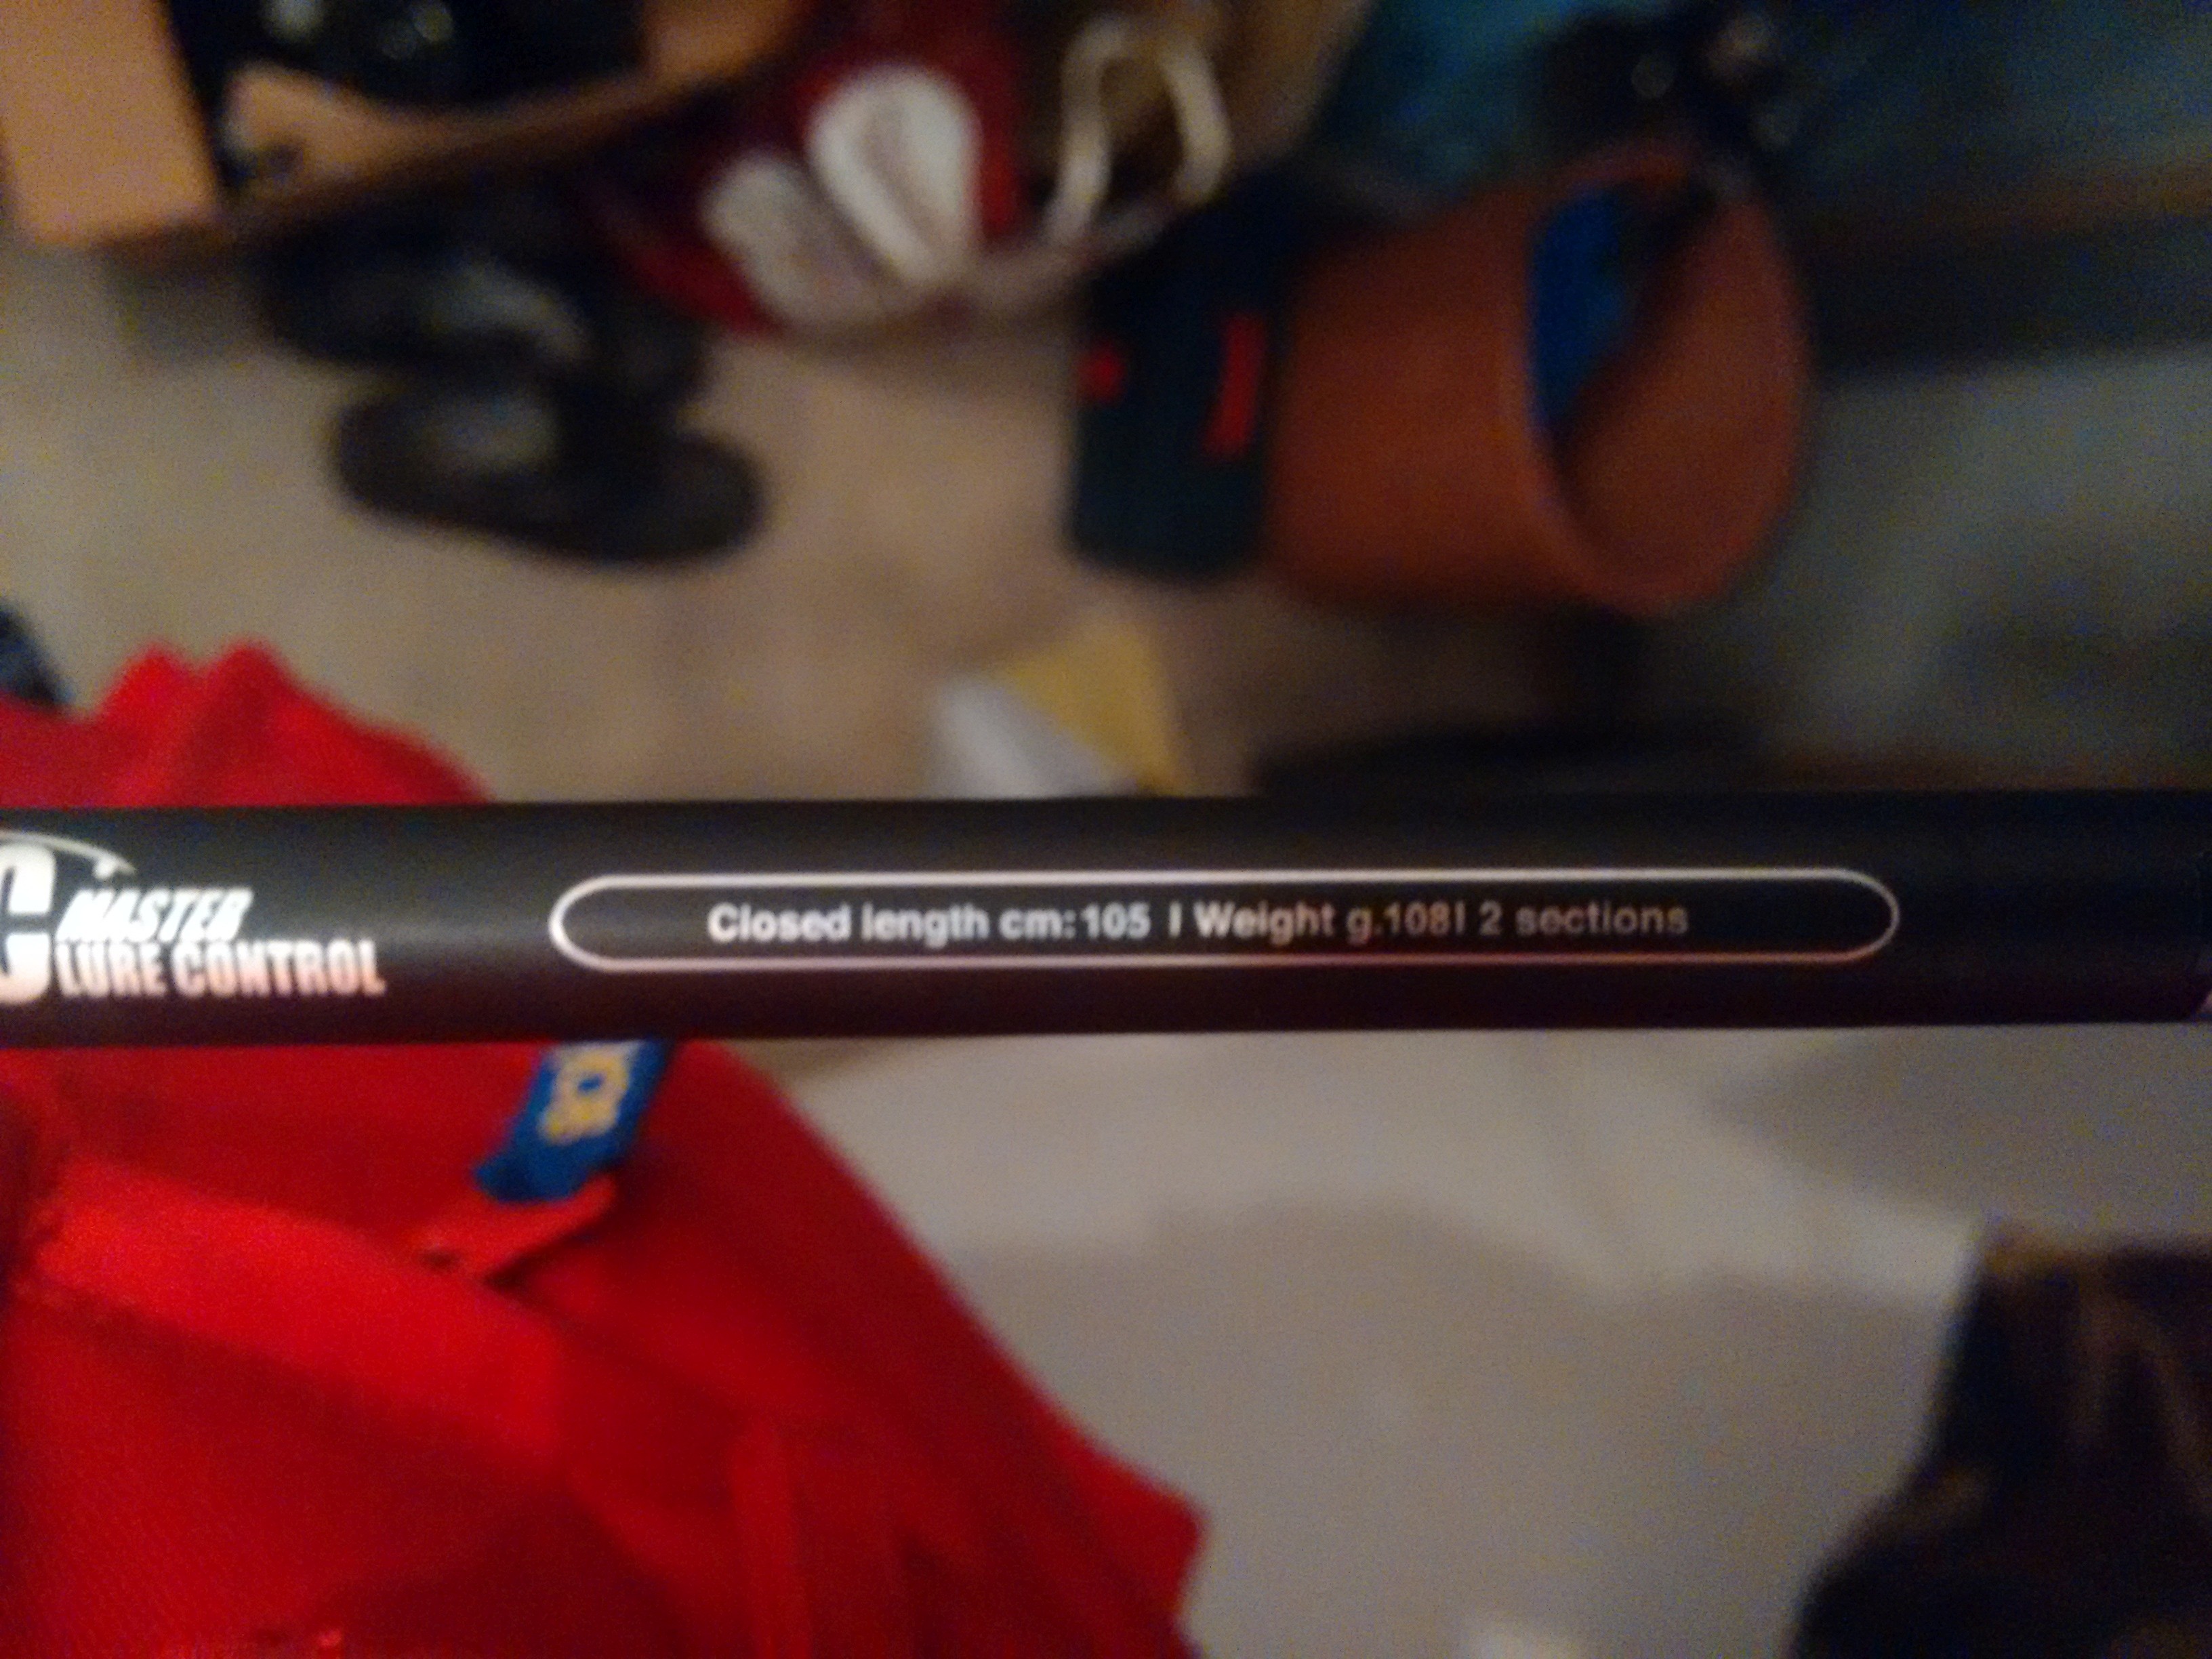 C MASTER
LURE CONTROL
Closed length cm:105 I Weight g.108I 2 sections